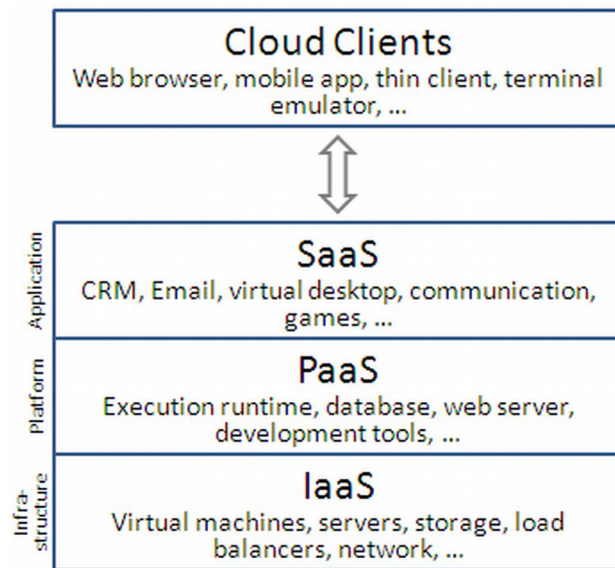 Cloud Clients
Web browser, mobile app, thin client, terminal
emulator, ...
Application
SaaS
CRM, Email, virtual desktop, communication,
games, ...
Platform
PaaS
Execution runtime, database, web server,
development tools, ...
Infra-
structure
IaaS
Virtual machines, servers, storage, load
balancers, network, ...